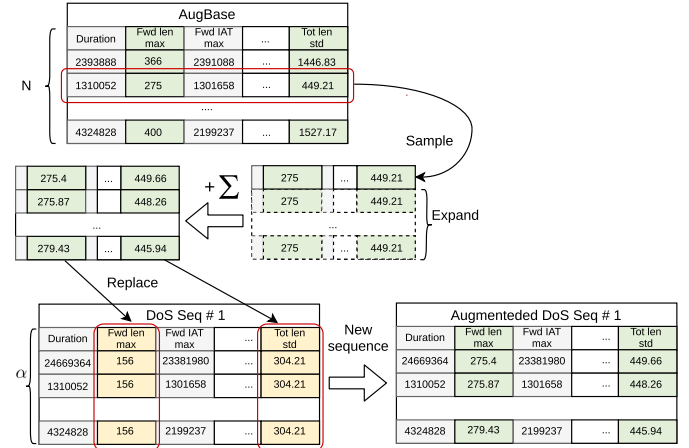 AugBase
Duration Fwd len max Fwd IAT max ... Tot len std
2393888 366 2391088 1446.83
N
1310052 275 1301658 ... 449.21
....
4324828 400 2199237 ... 1527.17
Sample
275.4 ... 449.66
275.87 448.26
...
279.43 ... 445.94
+ Σ
275 ... 449.21
275 449.21
...
275 ... 449.21
Expand
Replace
DoS Seq # 1
Duration Fwd len max Fwd IAT max ... Tot len std
24669364 156 23381980 304.21
α
1310052 156 1301658 ... 304.21
4324828 156 2199237 ... 304.21
New
sequence
Augmenteded DoS Seq # 1
Duration Fwd len max Fwd IAT max ... Tot len std
24669364 275.4 23381980 449.66
1310052 275.87 1301658 ... 448.26
4324828 279.43 2199237 ... 445.94